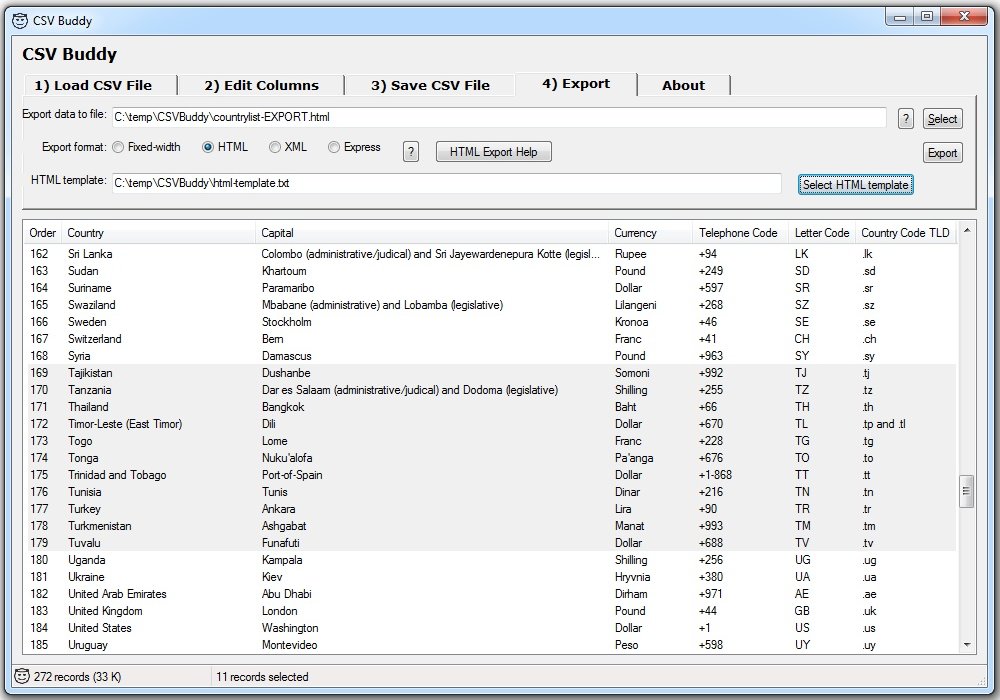 CSV Buddy
CSV Buddy
1) Load CSV File 2) Edit Columns 3) Save CSV File 4) Export About
Export data to file: C:\temp\CSVBuddy\countrylist-EXPORT.html ? Select
Export format: Fixed-width HTML XML Express ? HTML Export Help Export
HTML template: C:\temp\CSVBuddy\html-template.txt Select HTML template
Order Country Capital Currency Telephone Code Letter Code Country Code TLD
162 Sri Lanka Colombo (administrative/judical) and Sri Jayewardenepura Kotte (legisl... Rupee +94 LK .lk
163 Sudan Khartoum Pound +249 SD .sd
164 Suriname Paramaribo Dollar +597 SR .sr
165 Swaziland Mbabane (administrative) and Lobamba (legislative) Lilangeni +268 SZ .sz
166 Sweden Stockholm Kronoa +46 SE .se
167 Switzerland Bern Franc +41 CH .ch
168 Syria Damascus Pound +963 SY .sy
169 Tajikistan Dushanbe Somoni +992 TJ .tj
170 Tanzania Dar es Salaam (administrative/judical) and Dodoma (legislative) Shilling +255 TZ .tz
171 Thailand Bangkok Baht +66 TH .th
172 Timor-Leste (East Timor) Dili Dollar +670 TL .tp and .tl
173 Togo Lome Franc +228 TG .tg
174 Tonga Nuku'alofa Pa'anga +676 TO .to
175 Trinidad and Tobago Port-of-Spain Dollar +1-868 TT .tt
176 Tunisia Tunis Dinar +216 TN .tn
177 Turkey Ankara Lira +90 TR .tr
178 Turkmenistan Ashgabat Manat +993 TM .tm
179 Tuvalu Funafuti Dollar +688 TV .tv
180 Uganda Kampala Shilling +256 UG .ug
181 Ukraine Kiev Hryvnia +380 UA .ua
182 United Arab Emirates Abu Dhabi Dirham +971 AE .ae
183 United Kingdom London Pound +44 GB .uk
184 United States Washington Dollar +1 US .us
185 Uruguay Montevideo Peso +598 UY .uy
272 records (33 K) 11 records selected